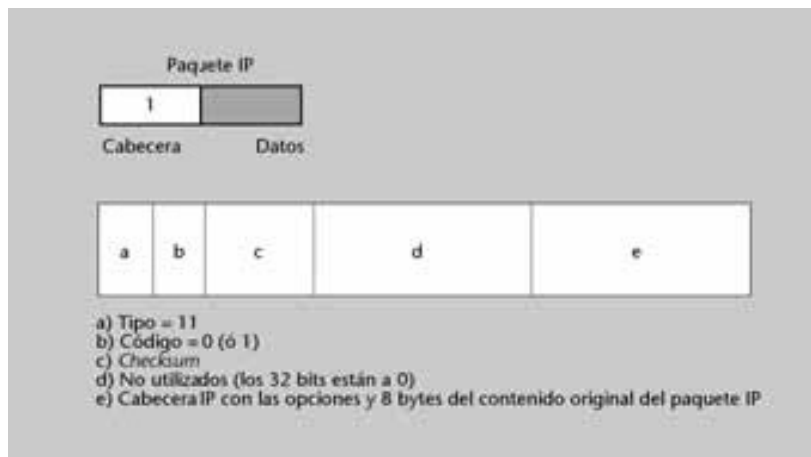 Paquete IP
1
Cabecera Datos
a b c d e
a) Tipo = 11
b) Código = 0 (ó 1)
c) Checksum
d) No utilizados (los 32 bits están a 0)
e) Cabecera IP con las opciones y 8 bytes del contenido original del paquete IP